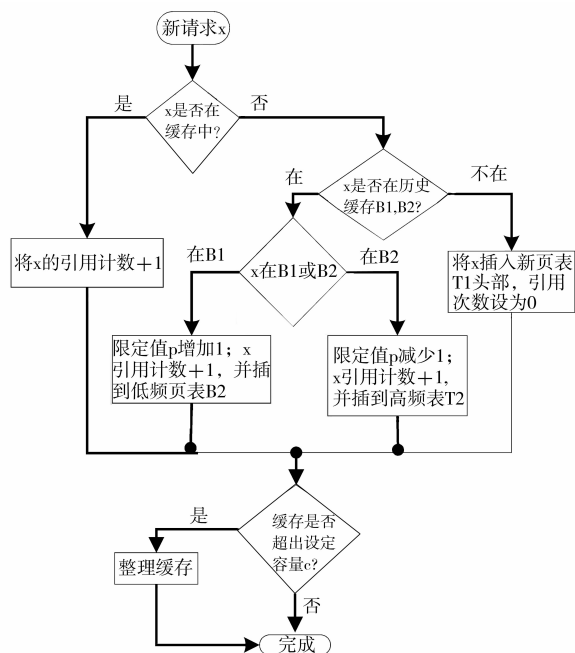 新请求x
是
否
x是否在
缓存中?
在
不在
x是否在历史
缓存B1,B2?
将x的引用计数+1
在B1
在B2
x在B1或B2
将x插入新页表
T1头部，引用
次数设为0
限定值p增加1；x
引用计数+1，并插
到低频页表B2
限定值p减少1；
x引用计数+1，
并插到高频表T2
是
缓存是否
超出设定
容量c?
整理缓存
否
完成